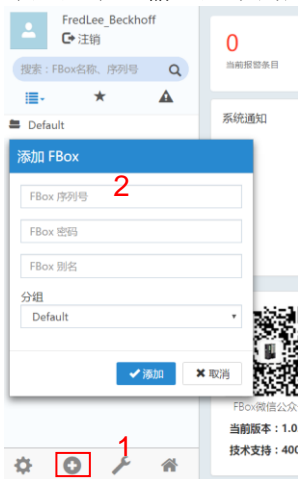 FredLee_Beckhoff
注销
搜索：FBox名称、序列号
Default
添加 FBox
2
FBox 序列号
FBox 密码
FBox 别名
分组
Default
添加
取消
1
0
当前报警条目
系统通知
FBox微信公众
当前版本：1.0
技术支持：400